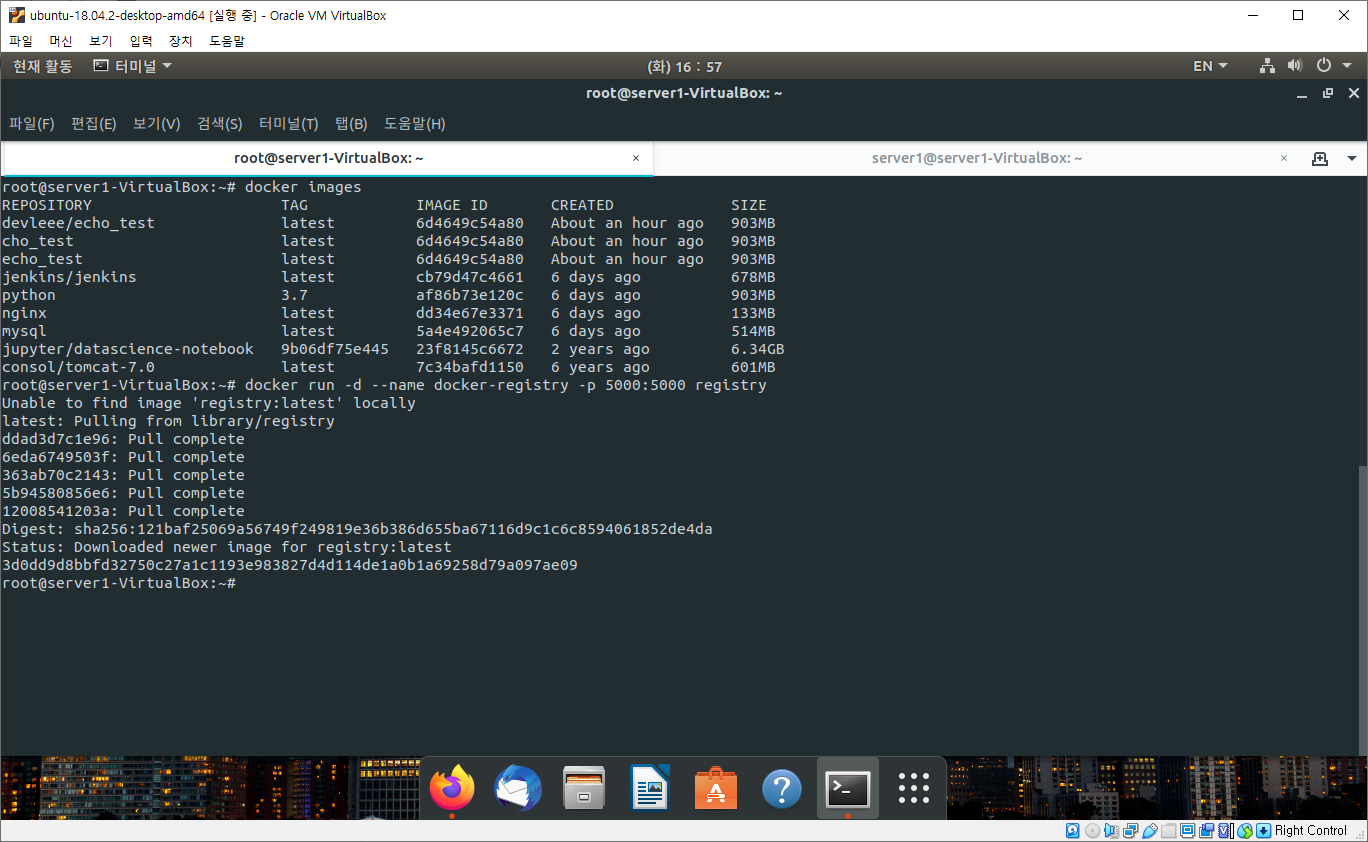 ubuntu-18.04.2-desktop-amd64 [실행 중] - Oracle VM VirtualBox
파일 머신 보기 입력 장치 도움말
현재 활동 터미널 (화) 16 : 57 EN
root@server1-VirtualBox: ~
파일(F) 편집(E) 보기(V) 검색(S) 터미널(T) 탭(B) 도움말(H)
root@server1-VirtualBox: ~ × server1@server1-VirtualBox: ~ ×
root@server1-VirtualBox:~# docker images
REPOSITORY TAG IMAGE ID CREATED SIZE
devleee/echo_test latest 6d4649c54a80 About an hour ago 903MB
cho_test latest 6d4649c54a80 About an hour ago 903MB
echo_test latest 6d4649c54a80 About an hour ago 903MB
jenkins/jenkins latest cb79d47c4661 6 days ago 678MB
python 3.7 af86b73e120c 6 days ago 903MB
nginx latest dd34e67e3371 6 days ago 133MB
mysql latest 5a4e492065c7 6 days ago 514MB
jupyter/datascience-notebook 9b06df75e445 23f8145c6672 2 years ago 6.34GB
consol/tomcat-7.0 latest 7c34bafd1150 6 years ago 601MB
root@server1-VirtualBox:~# docker run -d --name docker-registry -p 5000:5000 registry
Unable to find image 'registry:latest' locally
latest: Pulling from library/registry
ddad3d7c1e96: Pull complete
6eda6749503f: Pull complete
363ab70c2143: Pull complete
5b94580856e6: Pull complete
12008541203a: Pull complete
Digest: sha256:121baf25069a56749f249819e36b386d655ba67116d9c1c6c8594061852de4da
Status: Downloaded newer image for registry:latest
3d0dd9d8bbfd32750c27a1c1193e983827d4d114de1a0b1a69258d79a097ae09
root@server1-VirtualBox:~#
Right Control